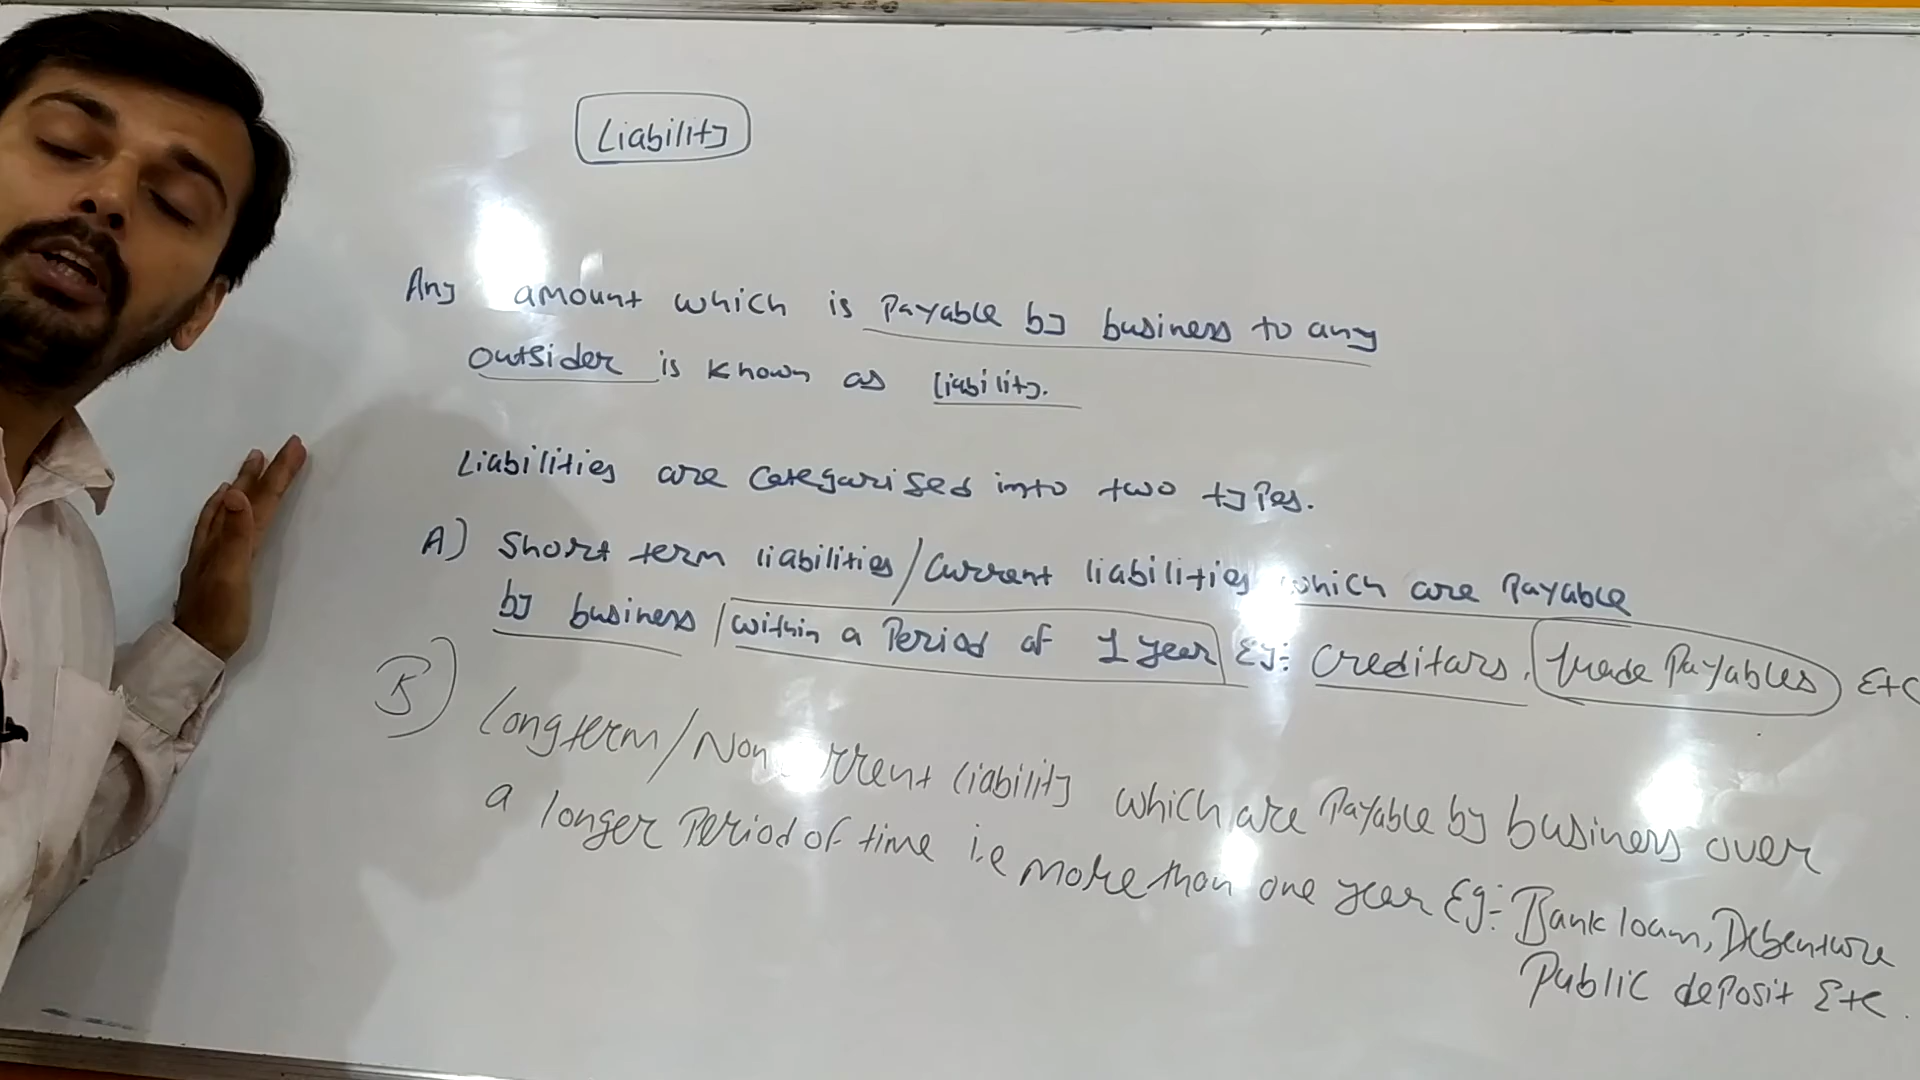 Liability
Any amount which is payable by business to any
outsider is known as liability.
Liabilities are categarised into two types.
A) Short term liabilities/Current liabilities which are payable
by business within a period of 1 year Eg:- Creditars, trade payables Etc
B) Longterm/Non current liability which are payable by business over
a longer period of time i.e more than one year Eg:- Bank loan, Debenture
Public deposit Etc.